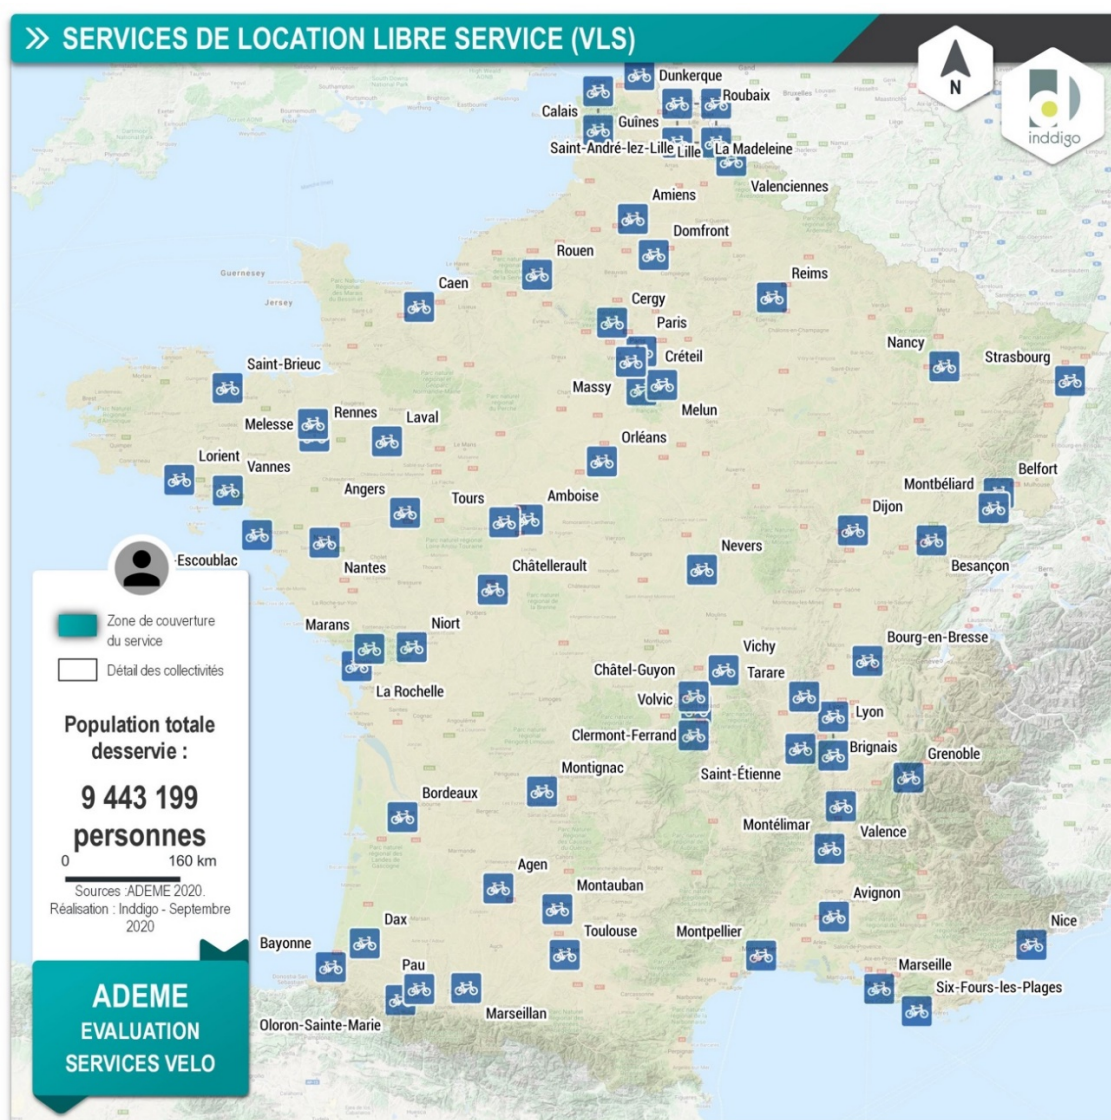 >> SERVICES DE LOCATION LIBRE SERVICE (VLS)
N
inddigo
Dunkerque
Calais
Roubaix
Guînes
Saint-André-lez-Lille
Lille
La Madeleine
Valenciennes
Amiens
Domfront
Rouen
Reims
Caen
Cergy
Paris
Créteil
Massy
Melun
Nancy
Strasbourg
Guernesey
Jersey
Saint-Brieuc
Melesse
Rennes
Laval
Orléans
Lorient
Vannes
Angers
Tours
Amboise
Belfort
Montbéliard
Dijon
Besançon
Nevers
-Escoublac
Nantes
Châtellerault
Marans
Niort
La Rochelle
Vichy
Bourg-en-Bresse
Châtel-Guyon
Tarare
Volvic
Lyon
Clermont-Ferrand
Brignais
Grenoble
Saint-Étienne
Montignac
Bordeaux
Montélimar
Valence
Agen
Montauban
Avignon
Dax
Toulouse
Montpellier
Nice
Bayonne
Pau
Marseille
Six-Fours-les-Plages
Oloron-Sainte-Marie
Marseillan
Zone de couverture
du service
Détail des collectivités
Population totale
desservie :
9 443 199
personnes
0 160 km
Sources :ADEME 2020.
Réalisation : Inddigo - Septembre
2020
ADEME
EVALUATION
SERVICES VELO